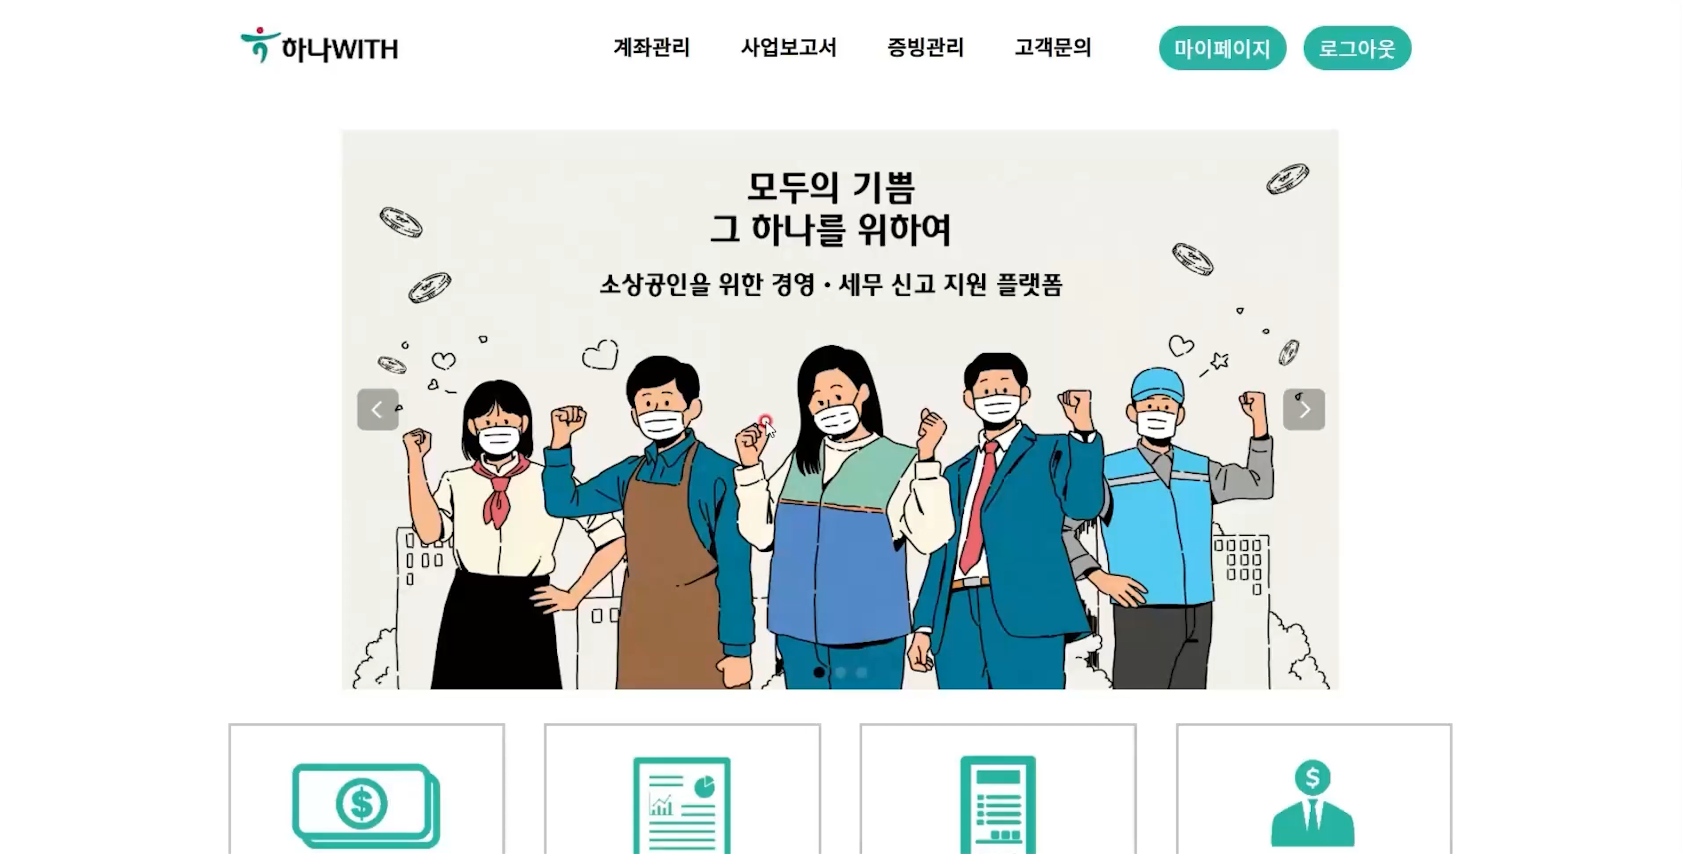 하나WITH
계좌관리 사업보고서 증빙관리 고객문의 마이페이지 로그아웃
모두의 기쁨
그 하나를 위하여
소상공인을 위한 경영 • 세무 신고 지원 플랫폼
$ $